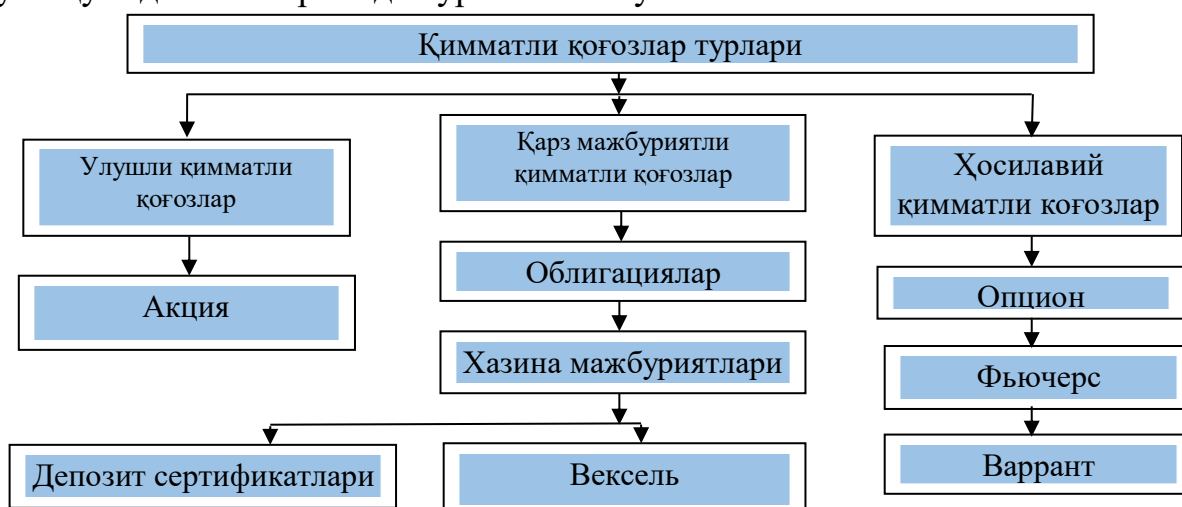 Қимматли қоғозлар турлари
Улушли қимматли
қоғозлар
Қарз мажбуриятли
қимматли қоғозлар
Ҳосилавий
қимматли коғозлар
Акция
Облигациялар
Опцион
Хазина мажбуриятлари
Фьючерс
Депозит сертификатлари
Вексель
Варрант